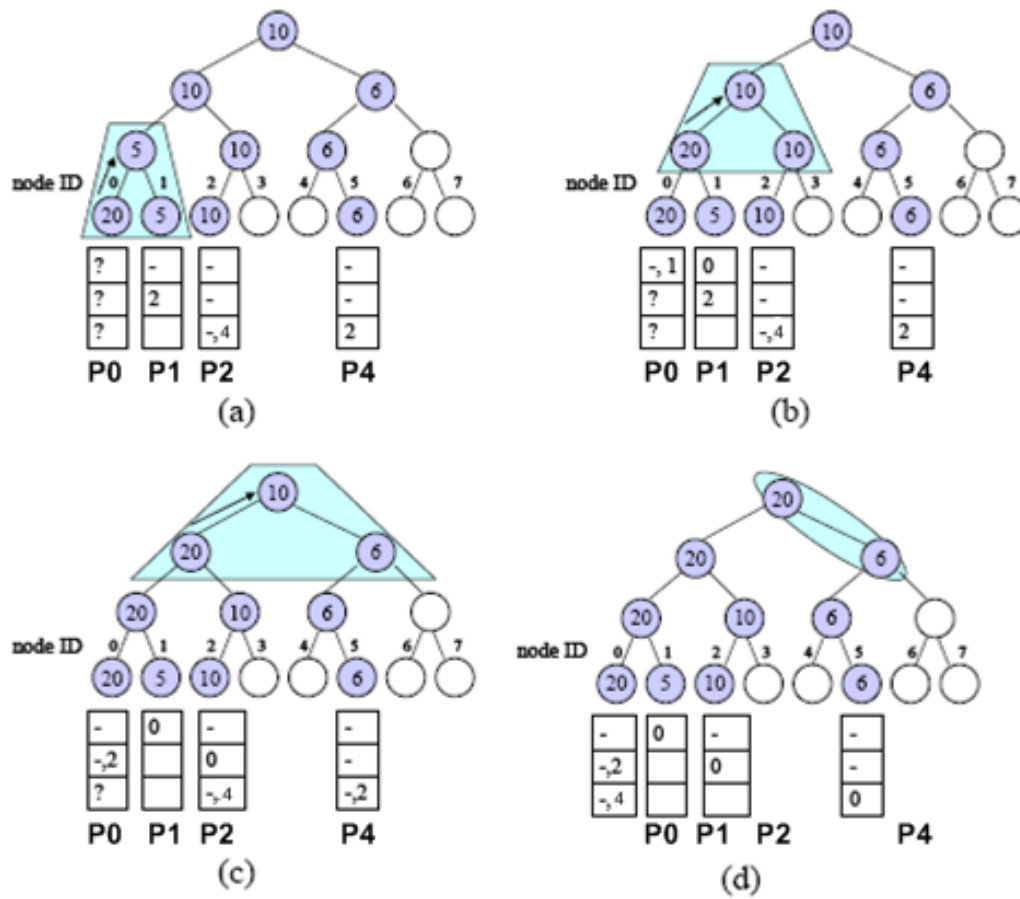 10
10 6
5 10 6
node ID 0 1 2 3 4 5 6 7
20 5 10 6
? - - -
? 2 - -
? -,4 2
P0 P1 P2 P4
(a)
10
10 6
20 10 6
node ID 0 1 2 3 4 5 6 7
20 5 10 6
-, 1 0 - -
? 2 - -
? -,4 2
P0 P1 P2 P4
(b)
10
20 6
20 10 6
node ID 0 1 2 3 4 5 6 7
20 5 10 6
- 0 - -
-,2 0 -
? -,4 -,2
P0 P1 P2 P4
(c)
20
20 6
20 10 6
node ID 0 1 2 3 4 5 6 7
20 5 10 6
- 0 - -
-,2 0 -
-,4 0
P0 P1 P2 P4
(d)